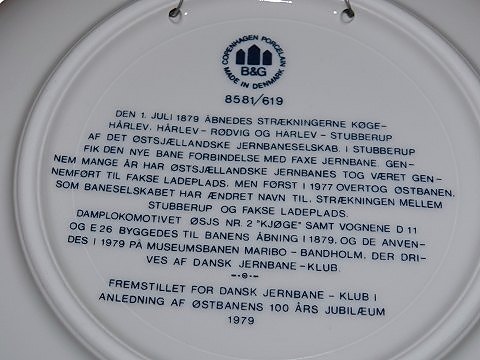 COPENHAGEN PORCELAIN
B&G
MADE IN DENMARK
8581/619
DEN 1. JULI 1879 ÅBNEDES STRÆKNINGERNE KØGE-
HÅRLEV, HÅRLEV - RØDVIG OG HARLEV - STUBBERUP
AF DET ØSTSJÆLLANDSKE JERNBANESELSKAB. I STUBBERUP
FIK DEN NYE BANE FORBINDELSE MED FAXE JERNBANE. GEN-
NEM MANGE ÅR HAR ØSTSJÆLLANDSKE JERNBANES TOG VÆRET GEN-
NEMFØRT TIL FAKSE LADEPLADS, MEN FØRST I 1977 OVERTOG ØSTBANEN,
SOM BANESELSKABET HAR ÆNDRET NAVN TIL, STRÆKNINGEN MELLEM
STUBBERUP OG FAKSE LADEPLADS.
DAMPLOKOMOTIVET ØSJS NR. 2 "KJØGE" SAMT VOGNENE D 11
OG E 26 BYGGEDES TIL BANENS ÅBNING I 1879, OG DE ANVEN-
DES I 1979 PÅ MUSEUMSBANEN MARIBO - BANDHOLM, DER DRI-
VES AF DANSK JERNBANE - KLUB.
FREMSTILLET FOR DANSK JERNBANE - KLUB I
ANLEDNING AF ØSTBANENS 100 ÅRS JUBILÆUM
1979